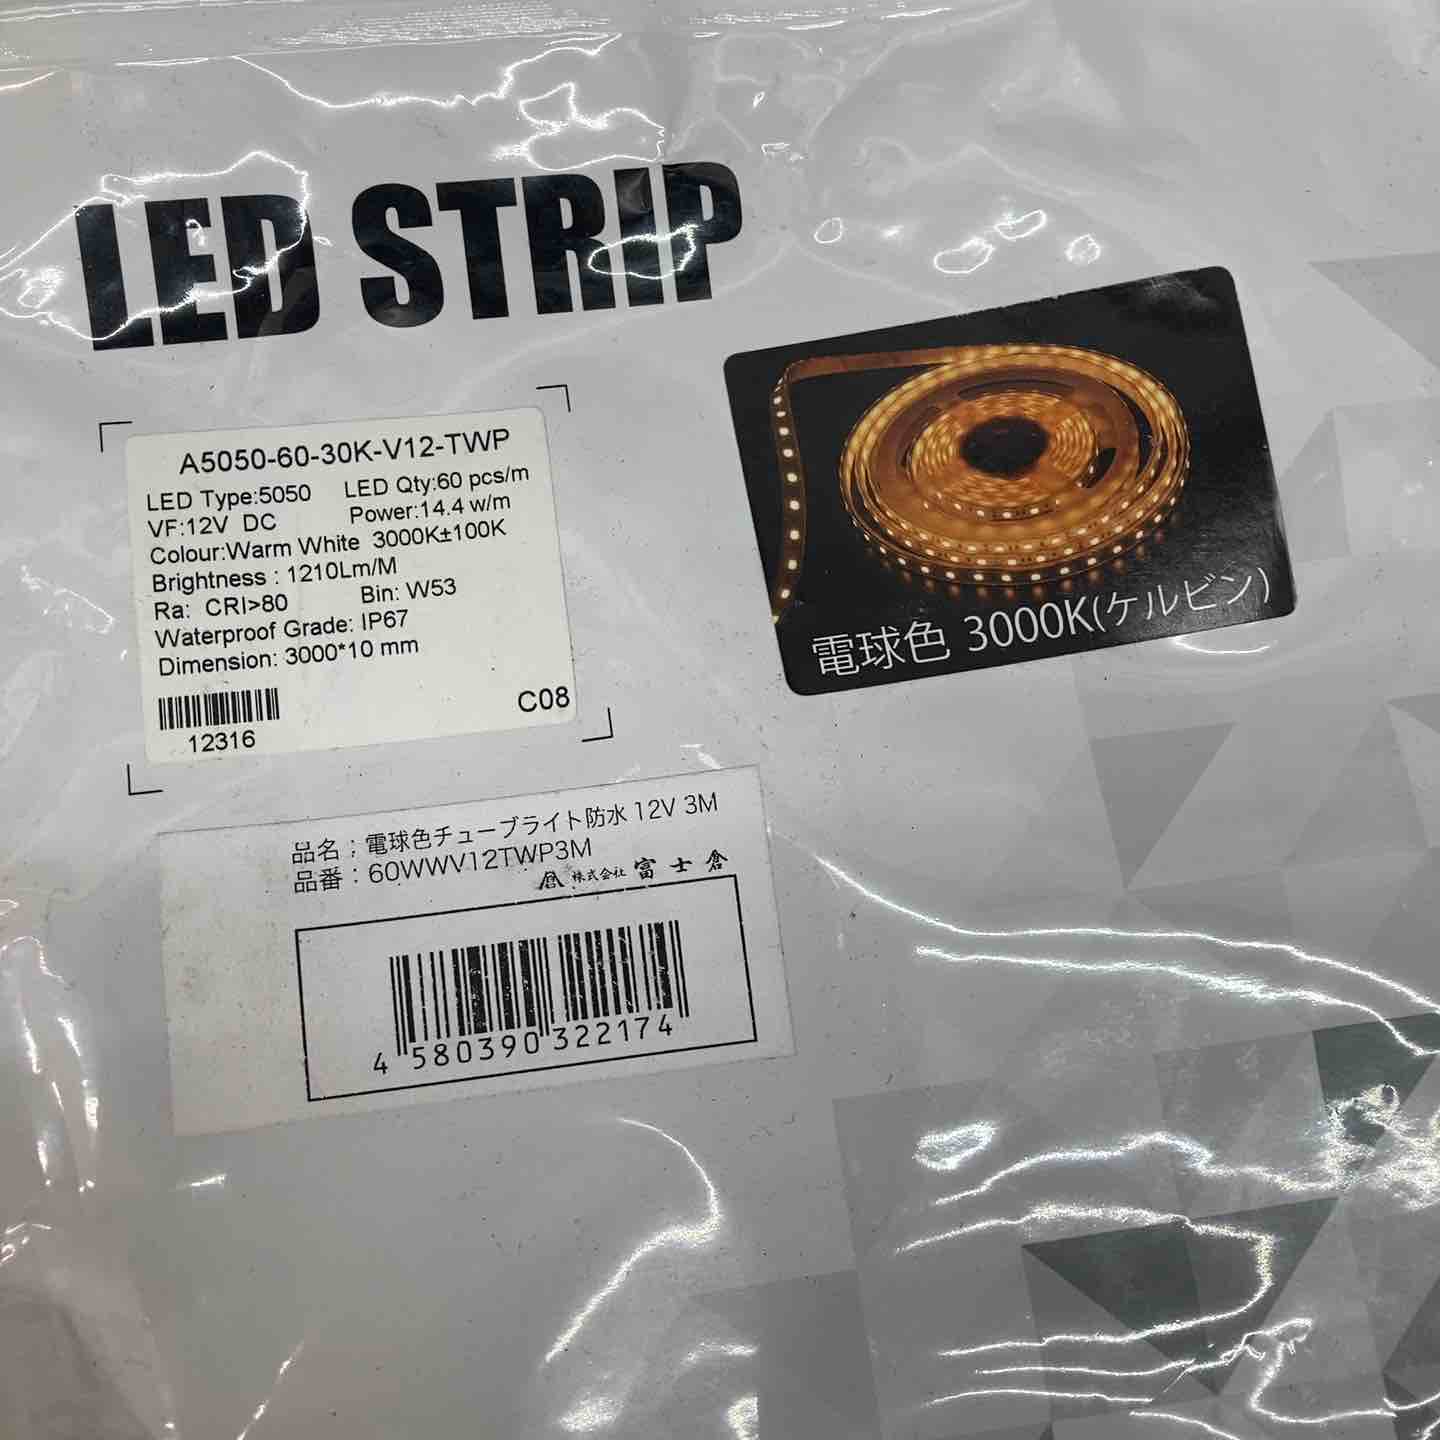 LED STRIP
A5050-60-30K-V12-TWP
LED Type:5050 LED Qty:60 pcs/m
VF:12V DC Power:14.4 w/m
Colour:Warm White 3000K±100K
Brightness : 1210Lm/M
Ra: CRI>80 Bin: W53
Waterproof Grade: IP67
Dimension: 3000*10 mm
12316
C08
電球色 3000K(ケルビン)
品名：電球色チューブライト防水 12V 3M
品番：60WWV12TWP3M
株式会社 富士倉
4 580390 322174